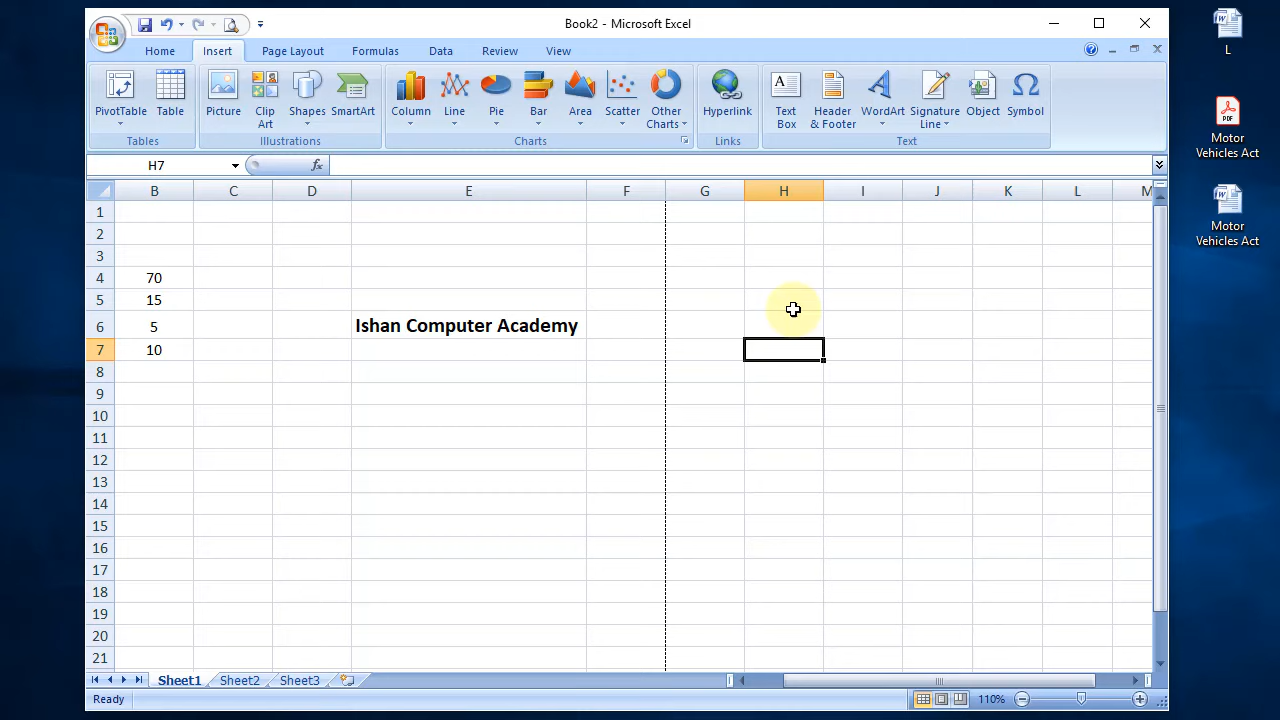 Book2 - Microsoft Excel
Home Insert Page Layout Formulas Data Review View
PivotTable Table Picture Clip Art Shapes SmartArt Column Line Pie Bar Area Scatter Other Charts Hyperlink Text Box Header & Footer WordArt Signature Line Object Symbol
Tables Illustrations Charts Links Text
H7 fx
B C D E F G H I J K L M
1
2
3
4 70
5 15
6 5 Ishan Computer Academy
7 10
8
9
10
11
12
13
14
15
16
17
18
19
20
21
Sheet1 Sheet2 Sheet3
Ready 110%
L
PDF
Motor
Vehicles Act
Motor
Vehicles Act